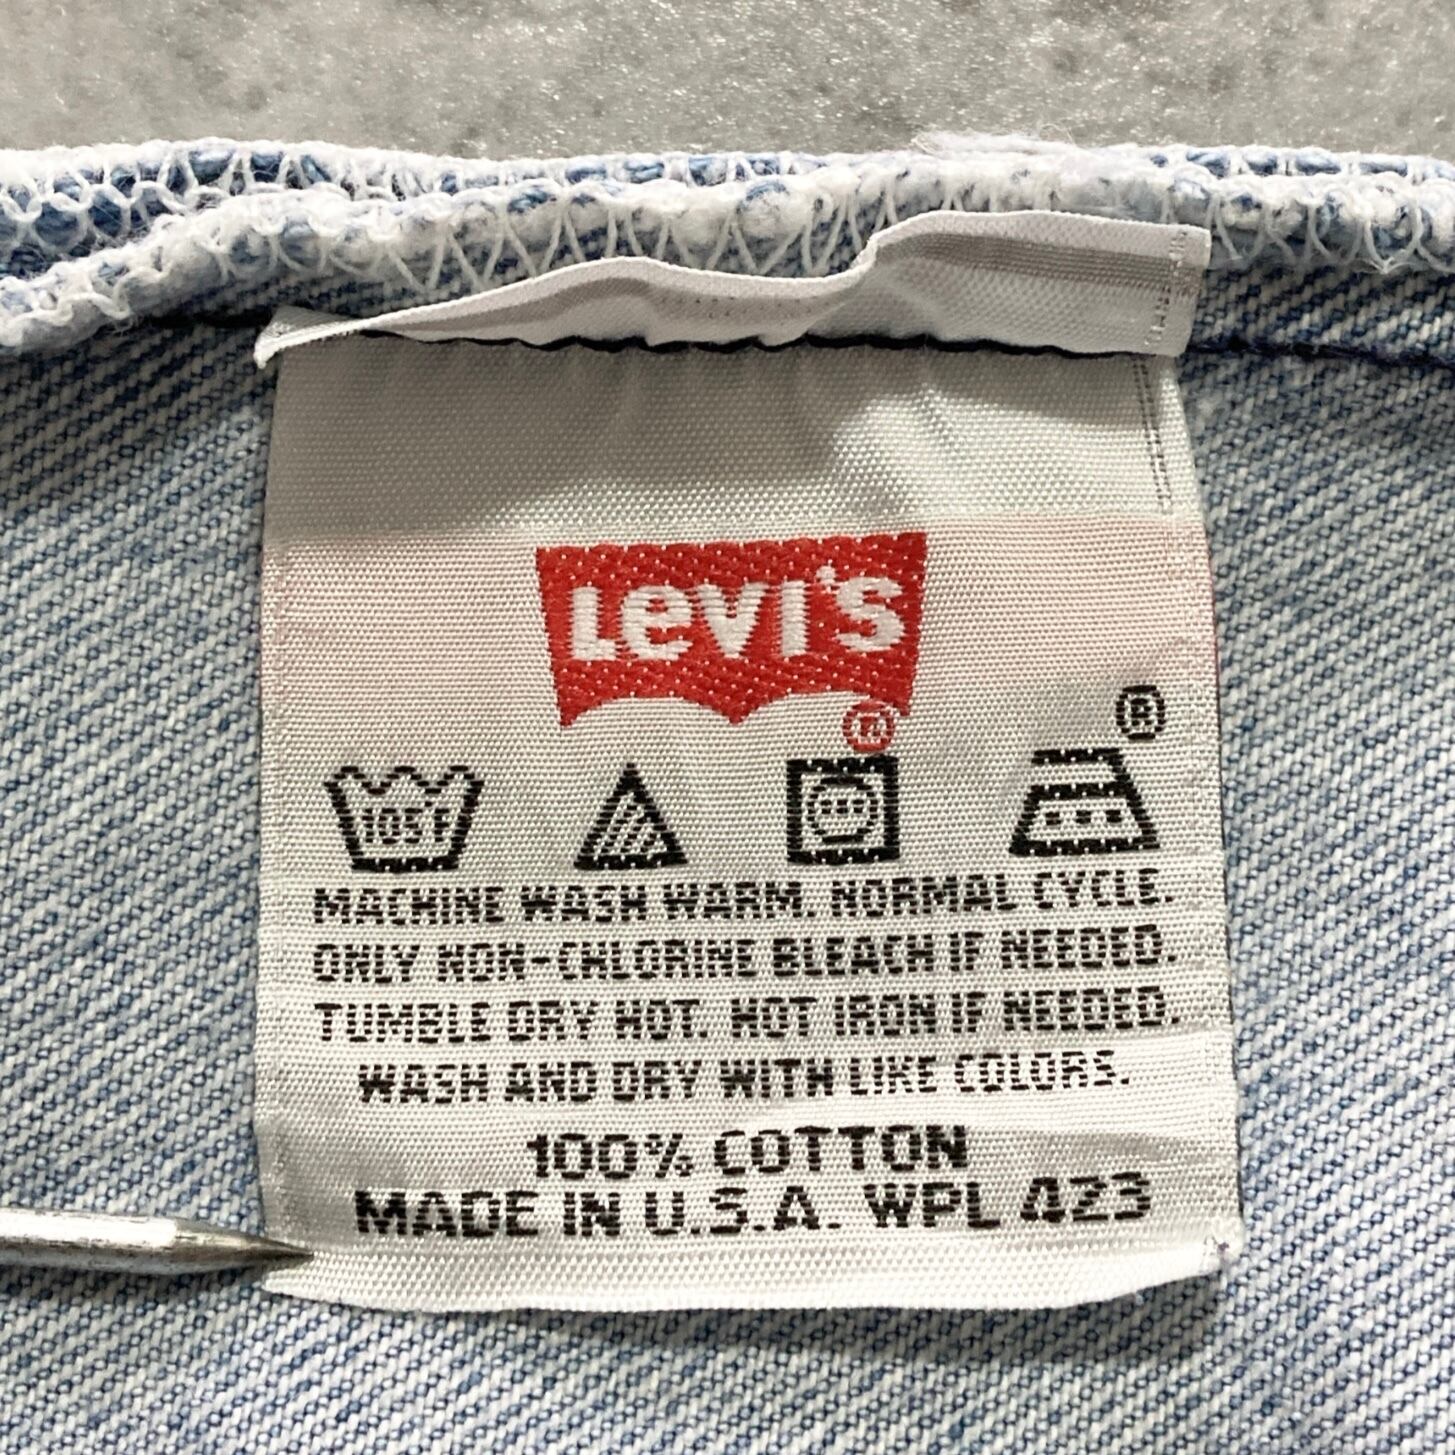 LEVI'S
®
®
105°F
MACHINE WASH WARM. NORMAL CYCLE.
ONLY NON-CHLORINE BLEACH IF NEEDED.
TUMBLE DRY HOT. HOT IRON IF NEEDED.
WASH AND DRY WITH LIKE COLORS.
100% COTTON
MADE IN U.S.A. WPL 423